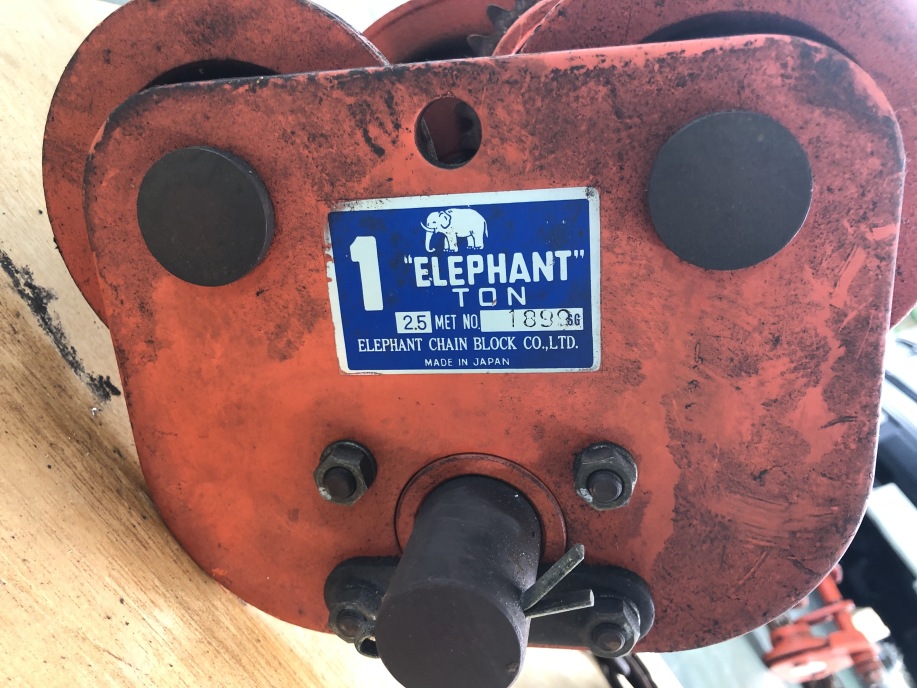 1
"ELEPHANT"
TON
2.5 MET NO.
ELEPHANT CHAIN BLOCK CO.,LTD.
MADE IN JAPAN